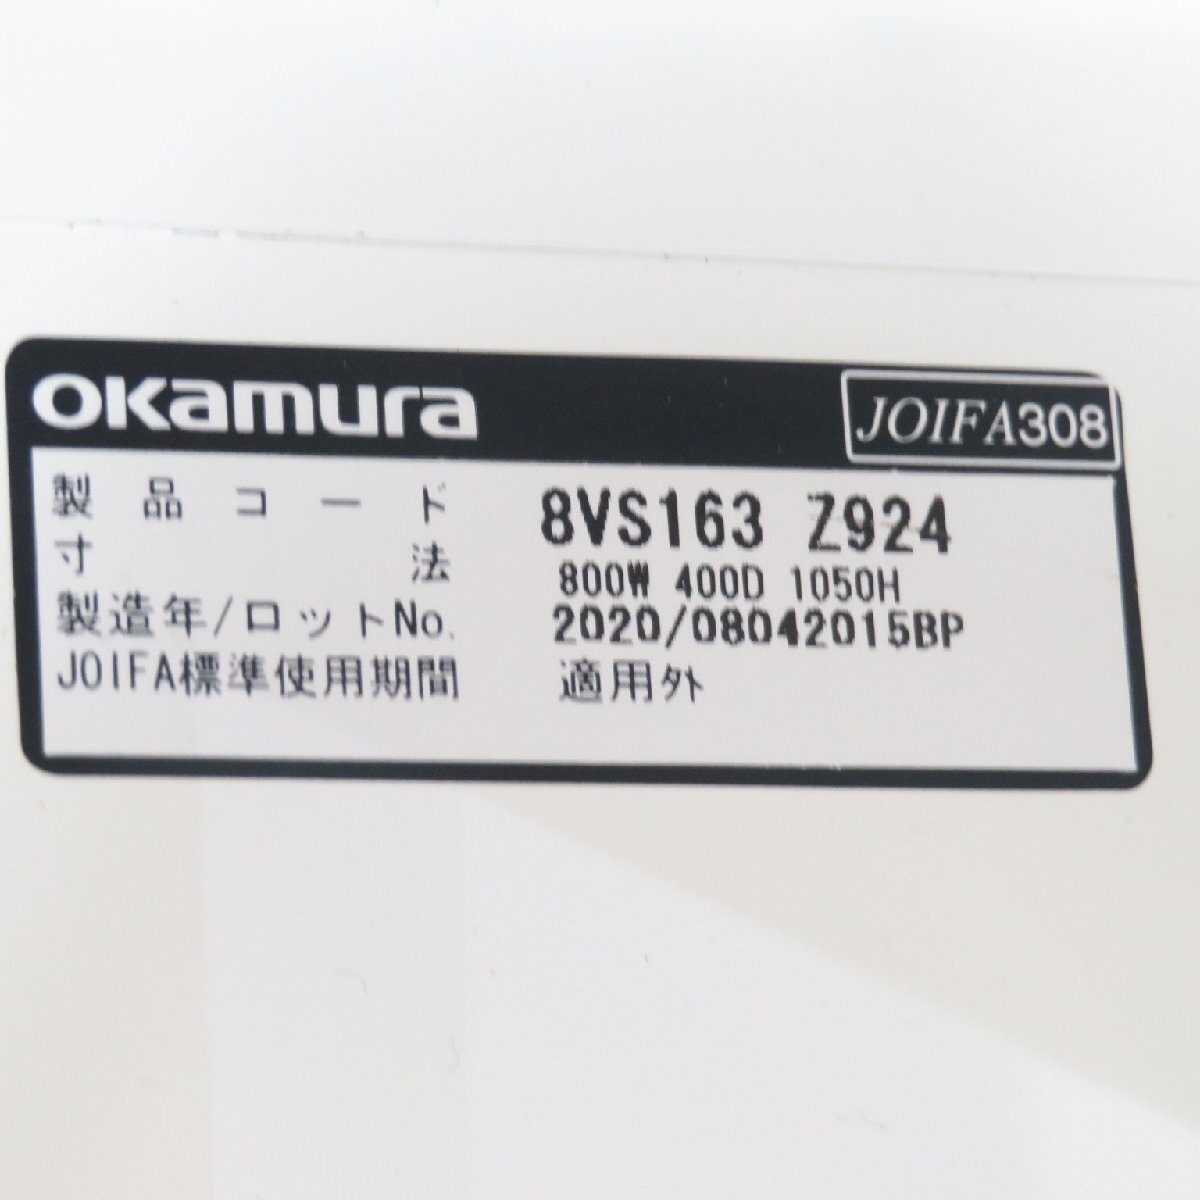 OKamura JOIFA308
製品コード 8VS163 Z924
寸法 800W 400D 1050H
製造年/ロットNo. 2020/08042015BP
JOIFA標準使用期間 適用外